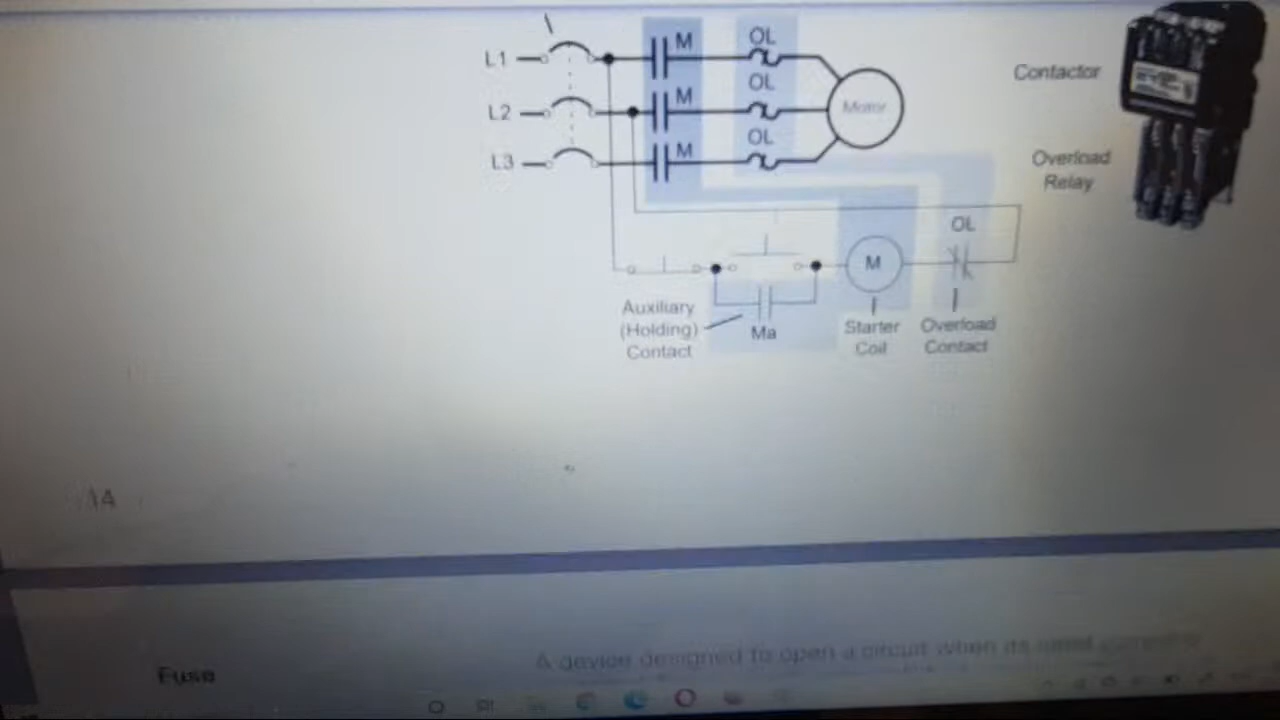 L1
M
OL
L2
M
OL
L3
M
OL
Motor
Contactor
Overload
Relay
OL
M
Auxiliary
(Holding)
Contact
Ma
Starter
Coil
Overload
Contact
14
Fuse
A device designed to open a circuit when its